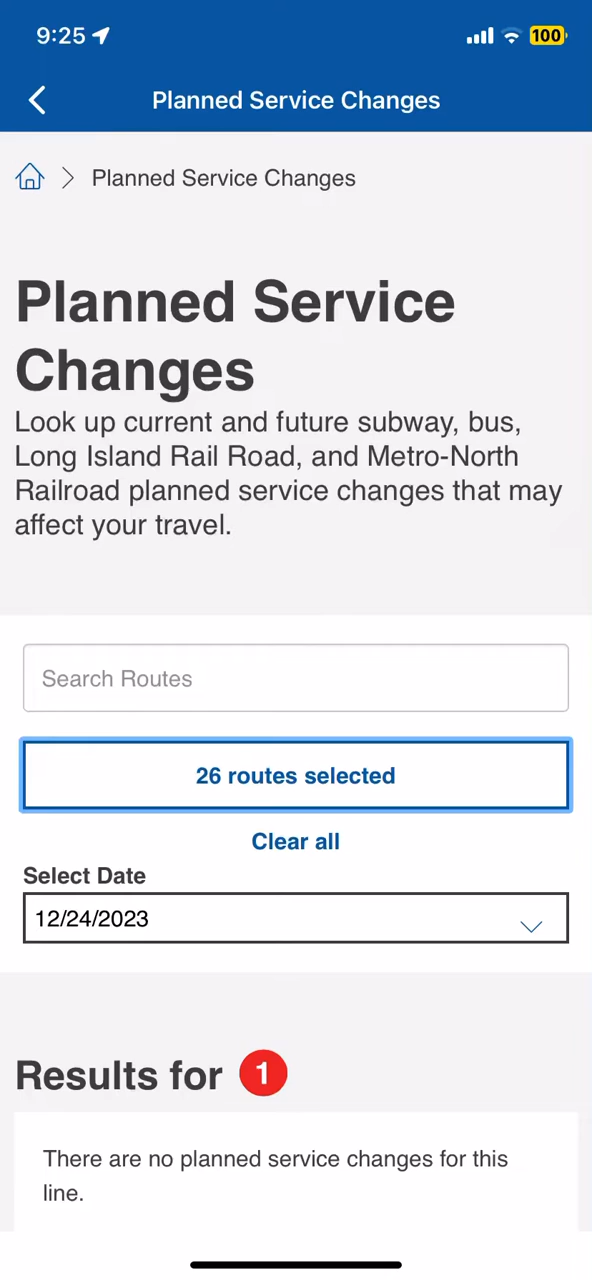 9:25
100
Planned Service Changes
Planned Service Changes
Planned Service
Changes
Look up current and future subway, bus,
Long Island Rail Road, and Metro-North
Railroad planned service changes that may
affect your travel.
Search Routes
26 routes selected
Clear all
Select Date
12/24/2023
Results for 1
There are no planned service changes for this
line.